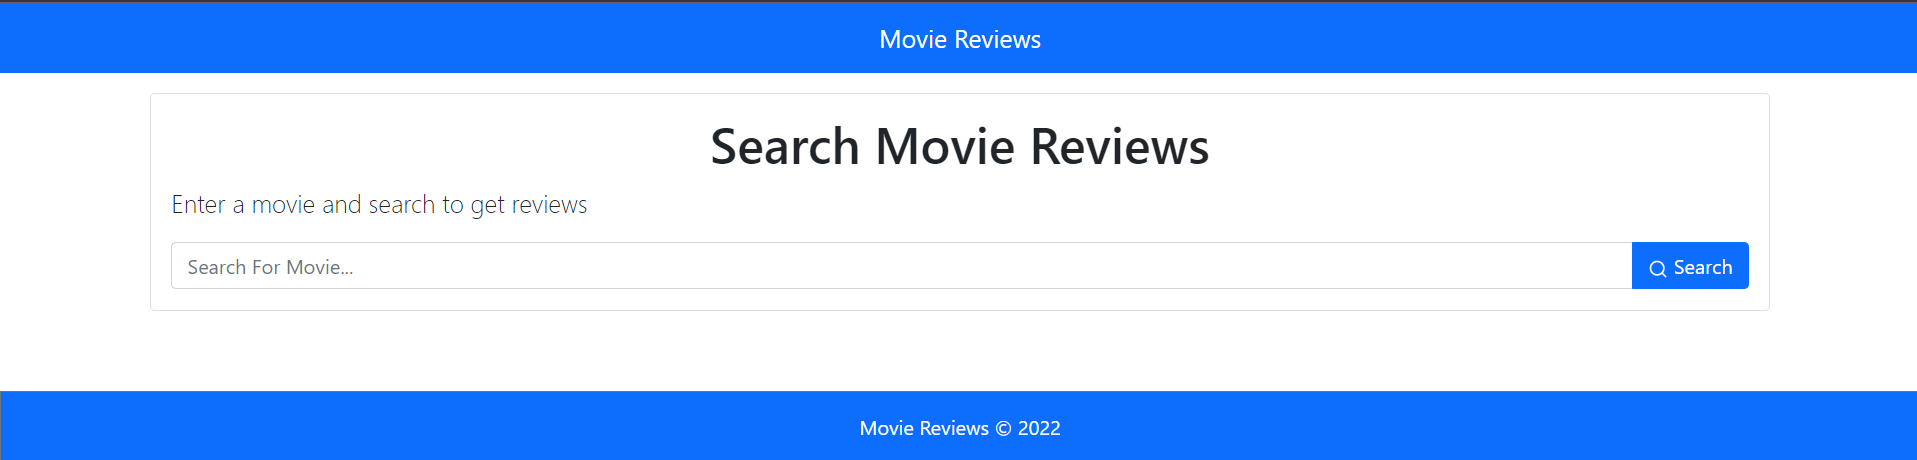 Movie Reviews
Search Movie Reviews
Enter a movie and search to get reviews
Search For Movie...
Search
Movie Reviews © 2022